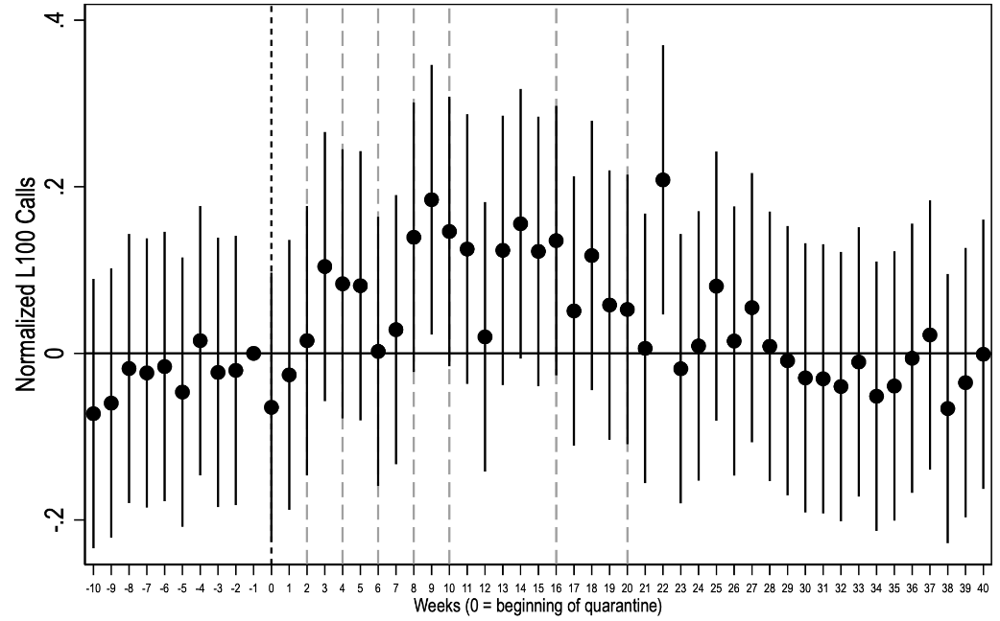 Normalized L100 Calls
.4
.2
0
-.2
-10 -9 -8 -7 -6 -5 -4 -3 -2 -1 0 1 2 3 4 5 6 7 8 9 10 11 12 13 14 15 16 17 18 19 20 21 22 23 24 25 26 27 28 29 30 31 32 33 34 35 36 37 38 39 40
Weeks (0 = beginning of quarantine)